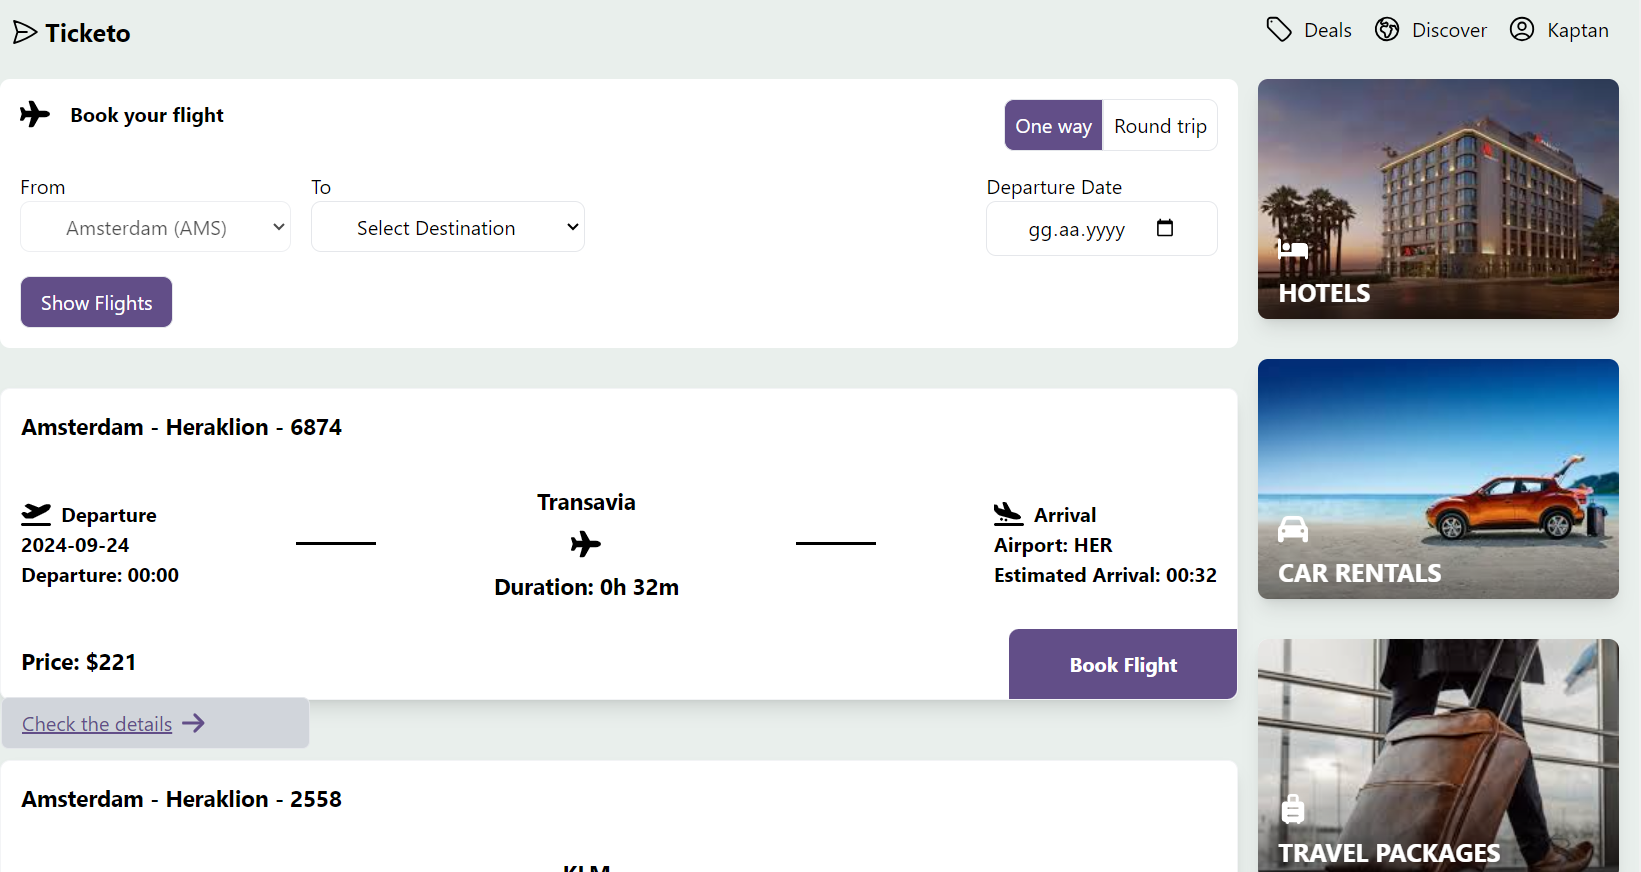 Ticketo
Deals
Discover
Kaptan
Book your flight
One way
Round trip
From
To
Departure Date
Amsterdam (AMS)
Select Destination
gg.aa.yyyy
Show Flights
Amsterdam - Heraklion - 6874
Transavia
Departure
2024-09-24
Departure: 00:00
Duration: 0h 32m
Arrival
Airport: HER
Estimated Arrival: 00:32
Price: $221
Book Flight
Check the details
Amsterdam - Heraklion - 2558
KLM
HOTELS
CAR RENTALS
TRAVEL PACKAGES